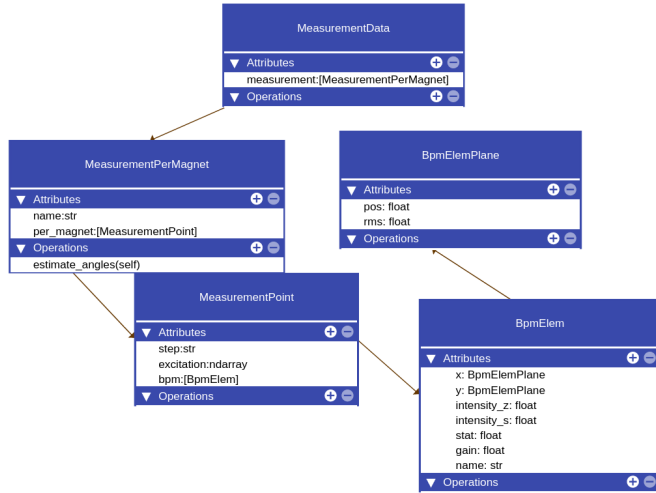 MeasurementData
Attributes
measurement:[MeasurementPerMagnet]
Operations
MeasurementPerMagnet
Attributes
name:str
per_magnet:[MeasurementPoint]
Operations
estimate_angles(self)
BpmElemPlane
Attributes
pos: float
rms: float
Operations
MeasurementPoint
Attributes
step:str
excitation:ndarray
bpm:[BpmElem]
Operations
BpmElem
Attributes
x: BpmElemPlane
y: BpmElemPlane
intensity_z: float
intensity_s: float
stat: float
gain: float
name: str
Operations